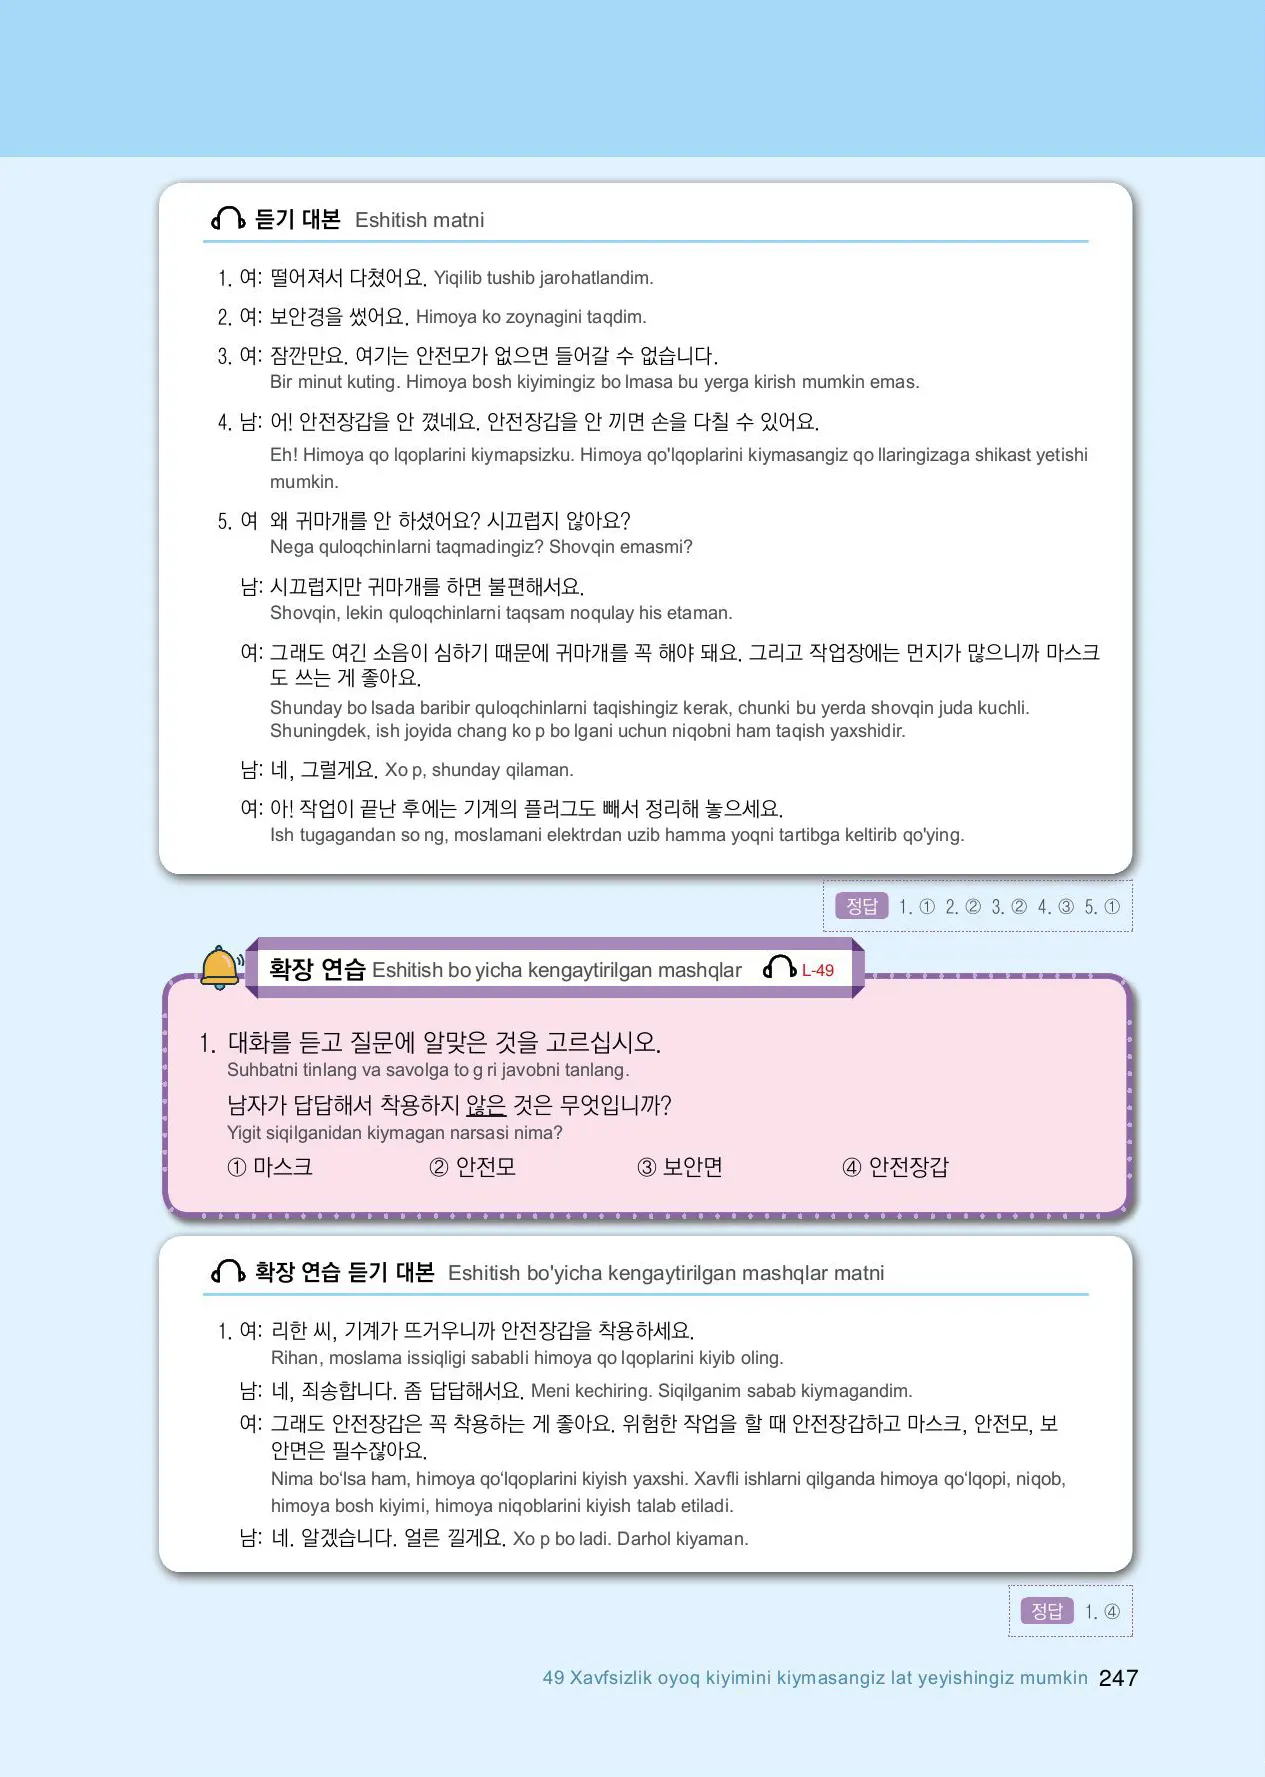 듣기 대본 Eshitish matni
1. 여: 떨어져서 다쳤어요. Yiqilib tushib jarohatlandim.
2. 여: 보안경을 썼어요. Himoya ko zoynagini taqdim.
3. 여: 잠깐만요. 여기는 안전모가 없으면 들어갈 수 없습니다.
Bir minut kuting. Himoya bosh kiyimingiz bo lmasa bu yerga kirish mumkin emas.
4. 남: 어! 안전장갑을 안 꼈네요. 안전장갑을 안 끼면 손을 다칠 수 있어요.
Eh! Himoya qo lqoplarini kiymapsizku. Himoya qo'lqoplarini kiymasangiz qo llaringizaga shikast yetishi
mumkin.
5. 여 왜 귀마개를 안 하셨어요? 시끄럽지 않아요?
Nega quloqchinlarni taqmadingiz? Shovqin emasmi?
남: 시끄럽지만 귀마개를 하면 불편해서요.
Shovqin, lekin quloqchinlarni taqsam noqulay his etaman.
여: 그래도 여긴 소음이 심하기 때문에 귀마개를 꼭 해야 돼요. 그리고 작업장에는 먼지가 많으니까 마스크
도 쓰는 게 좋아요.
Shunday bo lsada baribir quloqchinlarni taqishingiz kerak, chunki bu yerda shovqin juda kuchli.
Shuningdek, ish joyida chang ko p bo lgani uchun niqobni ham taqish yaxshidir.
남: 네, 그럴게요. Xo p, shunday qilaman.
여: 아! 작업이 끝난 후에는 기계의 플러그도 빼서 정리해 놓으세요.
Ish tugagandan so ng, moslamani elektrdan uzib hamma yoqni tartibga keltirib qo'ying.
정답 1. ① 2. ② 3. ② 4. ③ 5. ①
확장 연습 Eshitish bo yicha kengaytirilgan mashqlar L-49
1. 대화를 듣고 질문에 알맞은 것을 고르십시오.
Suhbatni tinlang va savolga to g ri javobni tanlang.
남자가 답답해서 착용하지 않은 것은 무엇입니까?
Yigit siqilganidan kiymagan narsasi nima?
① 마스크 ② 안전모 ③ 보안면 ④ 안전장갑
확장 연습 듣기 대본 Eshitish bo'yicha kengaytirilgan mashqlar matni
1. 여: 리한 씨, 기계가 뜨거우니까 안전장갑을 착용하세요.
Rihan, moslama issiqligi sababli himoya qo lqoplarini kiyib oling.
남: 네, 죄송합니다. 좀 답답해서요. Meni kechiring. Siqilganim sabab kiymagandim.
여: 그래도 안전장갑은 꼭 착용하는 게 좋아요. 위험한 작업을 할 때 안전장갑하고 마스크, 안전모, 보
안면은 필수잖아요.
Nima bo‘lsa ham, himoya qo‘lqoplarini kiyish yaxshi. Xavfli ishlarni qilganda himoya qo‘lqopi, niqob,
himoya bosh kiyimi, himoya niqoblarini kiyish talab etiladi.
남: 네. 알겠습니다. 얼른 낄게요. Xo p bo ladi. Darhol kiyaman.
정답 1. ④
49 Xavfsizlik oyoq kiyimini kiymasangiz lat yeyishingiz mumkin 247